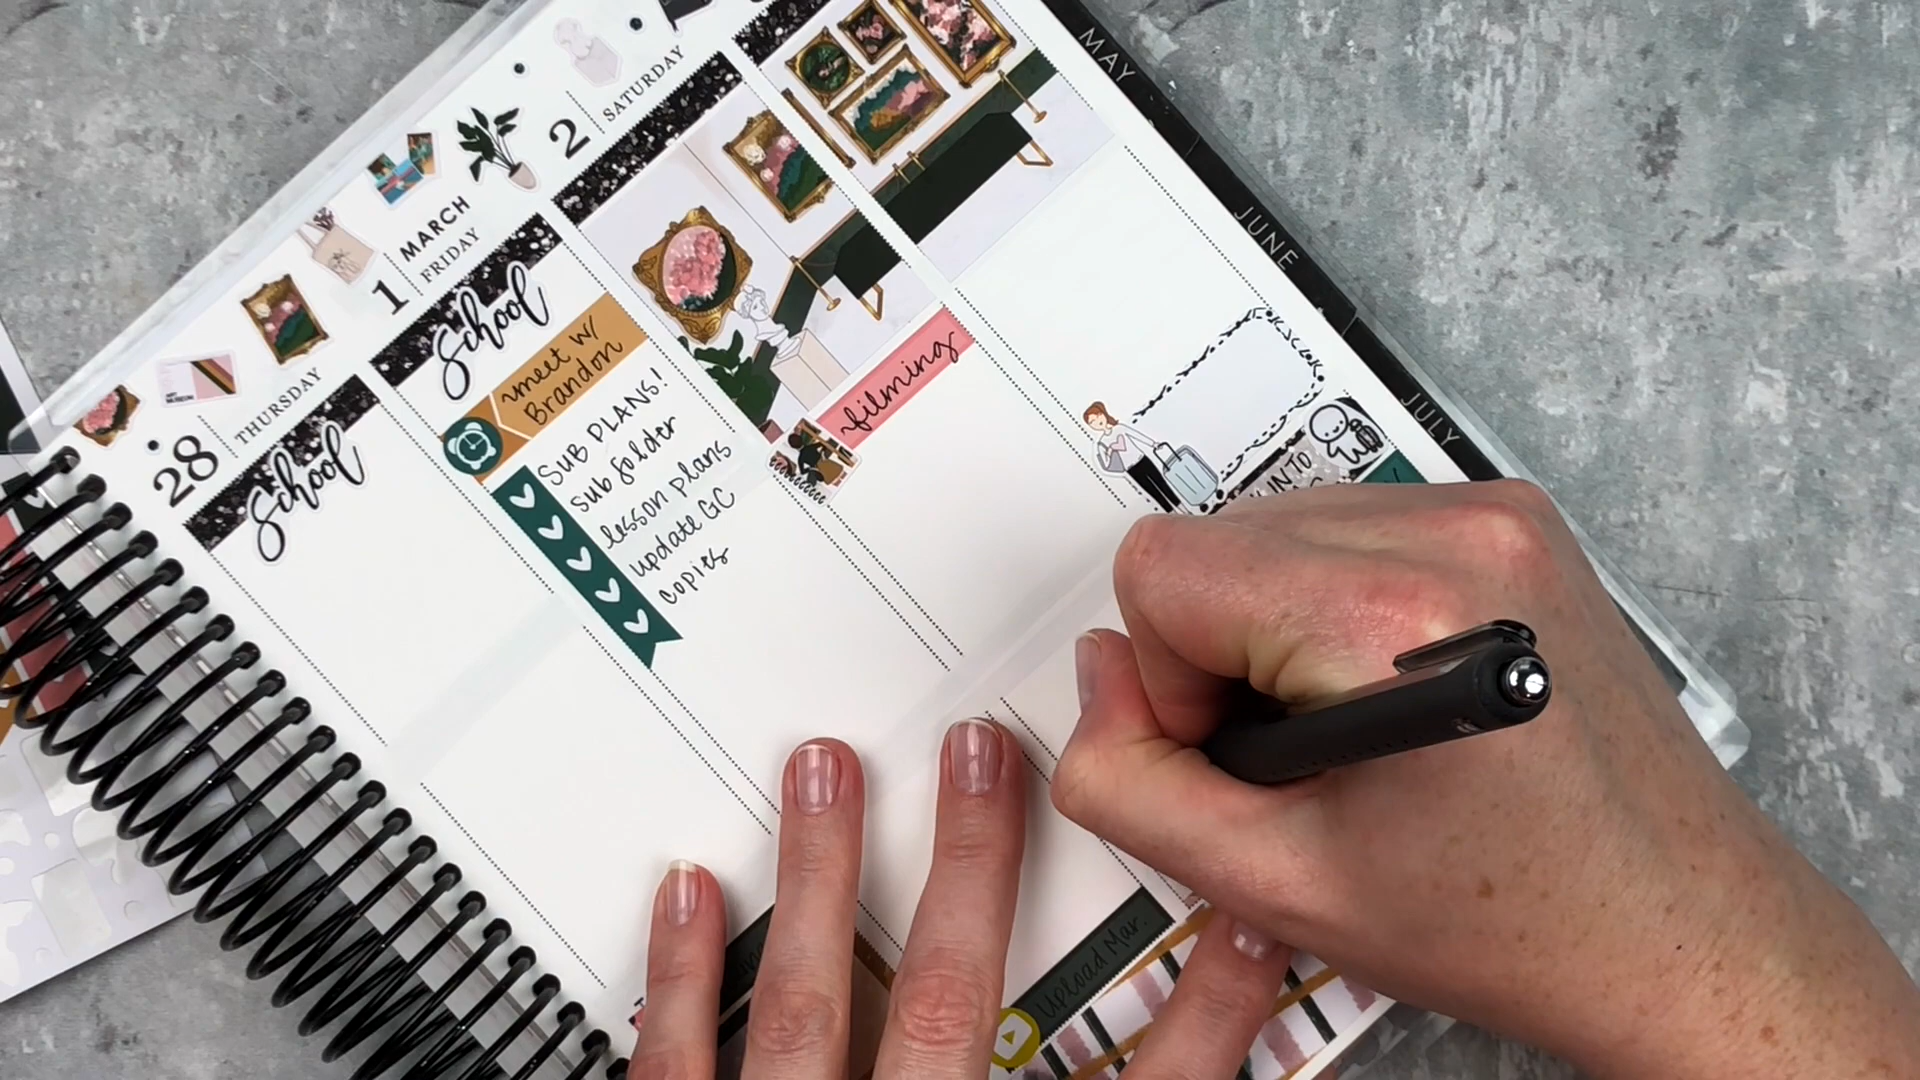 28
THURSDAY
School
1
MARCH
FRIDAY
School
meet w/
Brandon
SUB PLANS!
sub folder
lesson plans
update GC
copies
2
SATURDAY
filming
INTO
Upload Mar.
MAY
JUNE
JULY